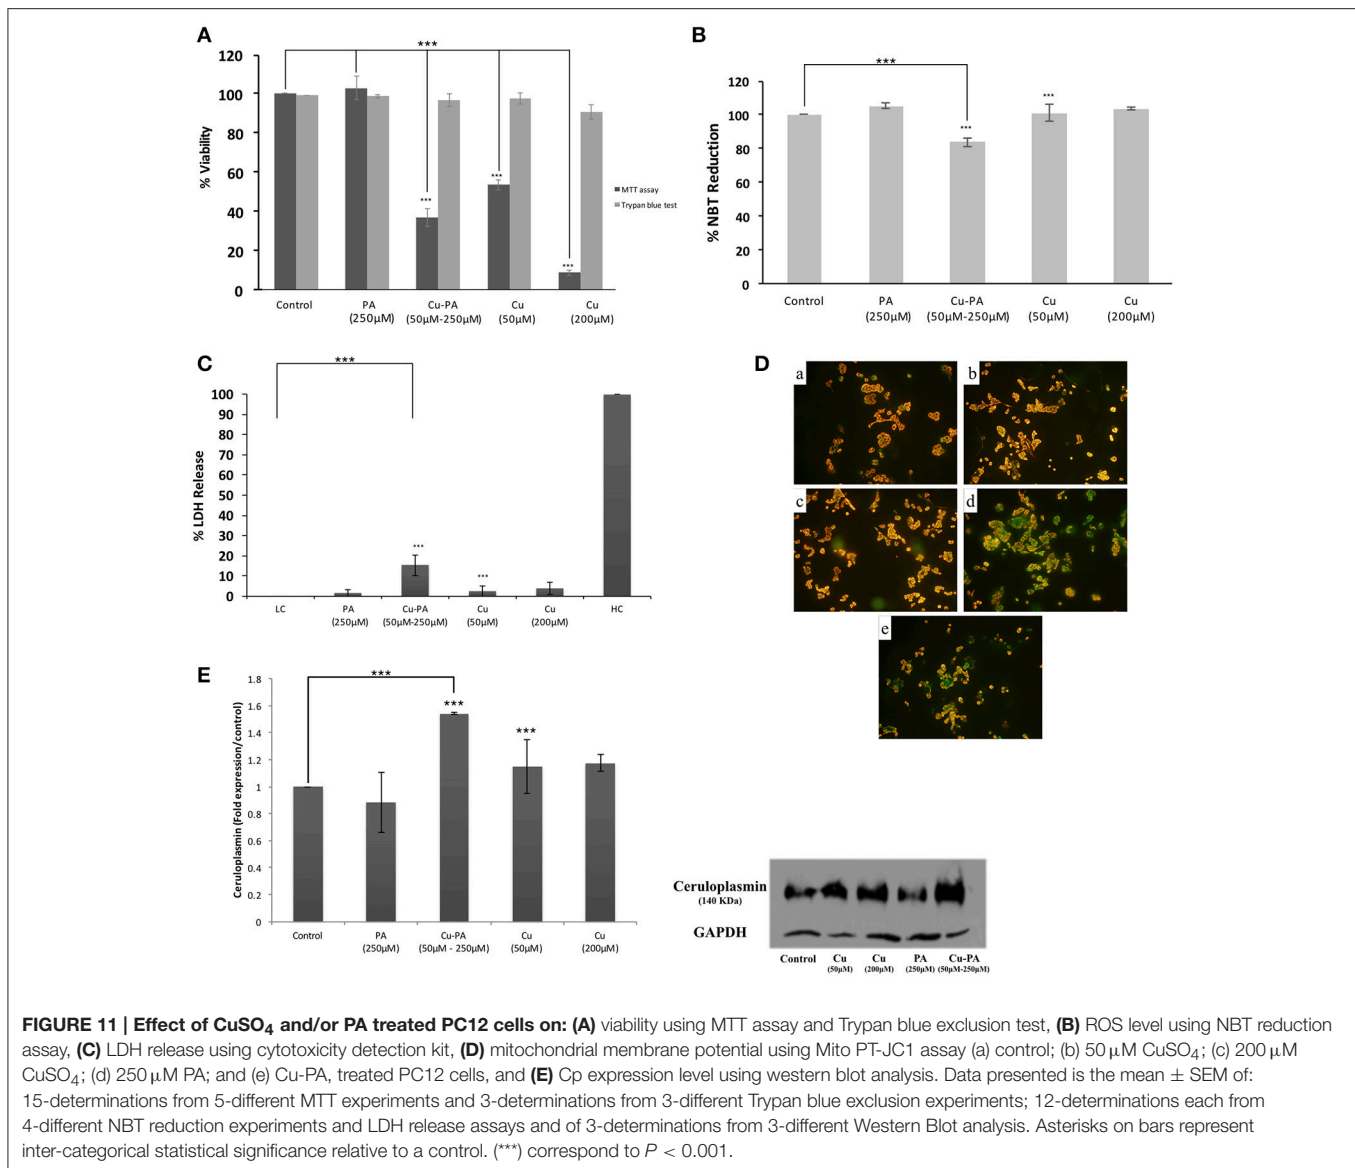 A
***
120
100
80
60
40
20
0
% Viability
***
***
***
MTT assay
Trypan blue test
Control
PA
(250µM)
Cu-PA
(50µM-250µM)
Cu
(50µM)
Cu
(200µM)
B
***
120
100
80
60
40
20
0
% NBT Reduction
***
***
Control
PA
(250µM)
Cu-PA
(50µM-250µM)
Cu
(50µM)
Cu
(200µM)
C
***
100
90
80
70
60
50
40
30
20
10
0
% LDH Release
***
***
LC
PA
(250µM)
Cu-PA
(50µM-250µM)
Cu
(50µM)
Cu
(200µM)
HC
D
a
b
c
d
e
E
***
1.8
1.6
1.4
1.2
1
0.8
0.6
0.4
0.2
0
Ceruloplasmin (Fold expression/control)
***
***
Control
PA
(250µM)
Cu-PA
(50µM - 250µM)
Cu
(50µM)
Cu
(200µM)
Ceruloplasmin
(140 KDa)
GAPDH
Control
Cu
(50µM)
Cu
(200µM)
PA
(250µM)
Cu-PA
(50µM-250µM)
FIGURE 11 | Effect of CuSO₄ and/or PA treated PC12 cells on: (A) viability using MTT assay and Trypan blue exclusion test, (B) ROS level using NBT reduction
assay, (C) LDH release using cytotoxicity detection kit, (D) mitochondrial membrane potential using Mito PT-JC1 assay (a) control; (b) 50 µM CuSO₄; (c) 200 µM
CuSO₄; (d) 250 µM PA; and (e) Cu-PA, treated PC12 cells, and (E) Cp expression level using western blot analysis. Data presented is the mean ± SEM of:
15-determinations from 5-different MTT experiments and 3-determinations from 3-different Trypan blue exclusion experiments; 12-determinations each from
4-different NBT reduction experiments and LDH release assays and of 3-determinations from 3-different Western Blot analysis. Asterisks on bars represent
inter-categorical statistical significance relative to a control. (***) correspond to P < 0.001.